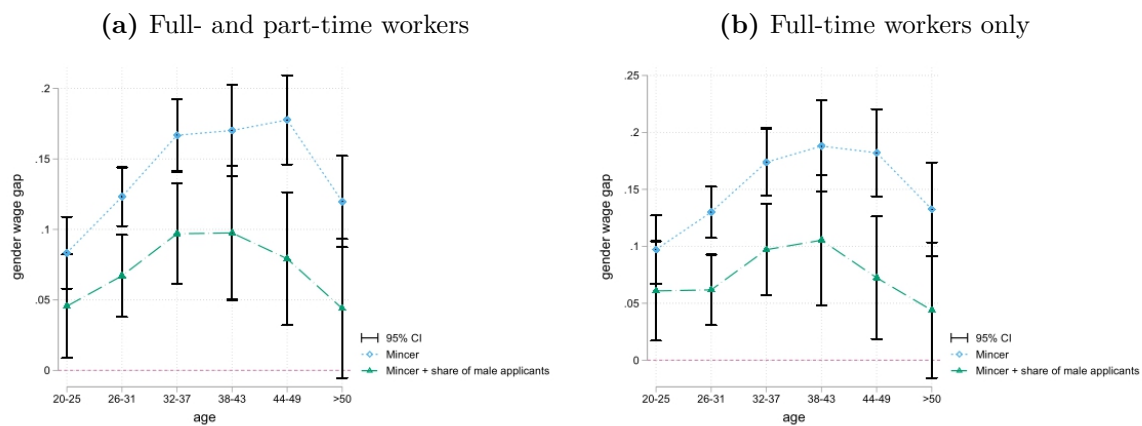 (a) Full- and part-time workers
.2
.15
.1
.05
0
gender wage gap
20-25 26-31 32-37 38-43 44-49 >50
age
95% CI
Mincer
Mincer + share of male applicants
(b) Full-time workers only
.25
.2
.15
.1
.05
0
gender wage gap
20-25 26-31 32-37 38-43 44-49 >50
age
95% CI
Mincer
Mincer + share of male applicants